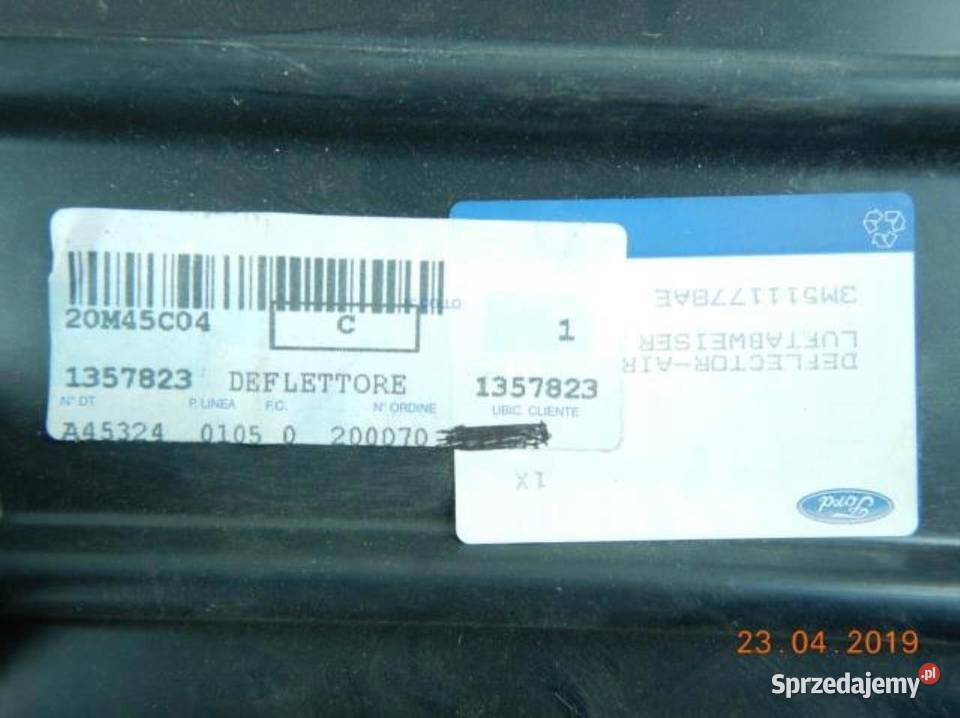 20M45C04
C
1
1357823 DEFLETTORE
1357823
N° DT P. LINEA F.C. N° ORDINE
UBIC. CLIENTE
A45324 0105 0 200070
3M5111778AE
LUFTABWEISER
DEFLECTOR-AIR
1X
Ford
23.04.2019
Sprzedajemy.pl